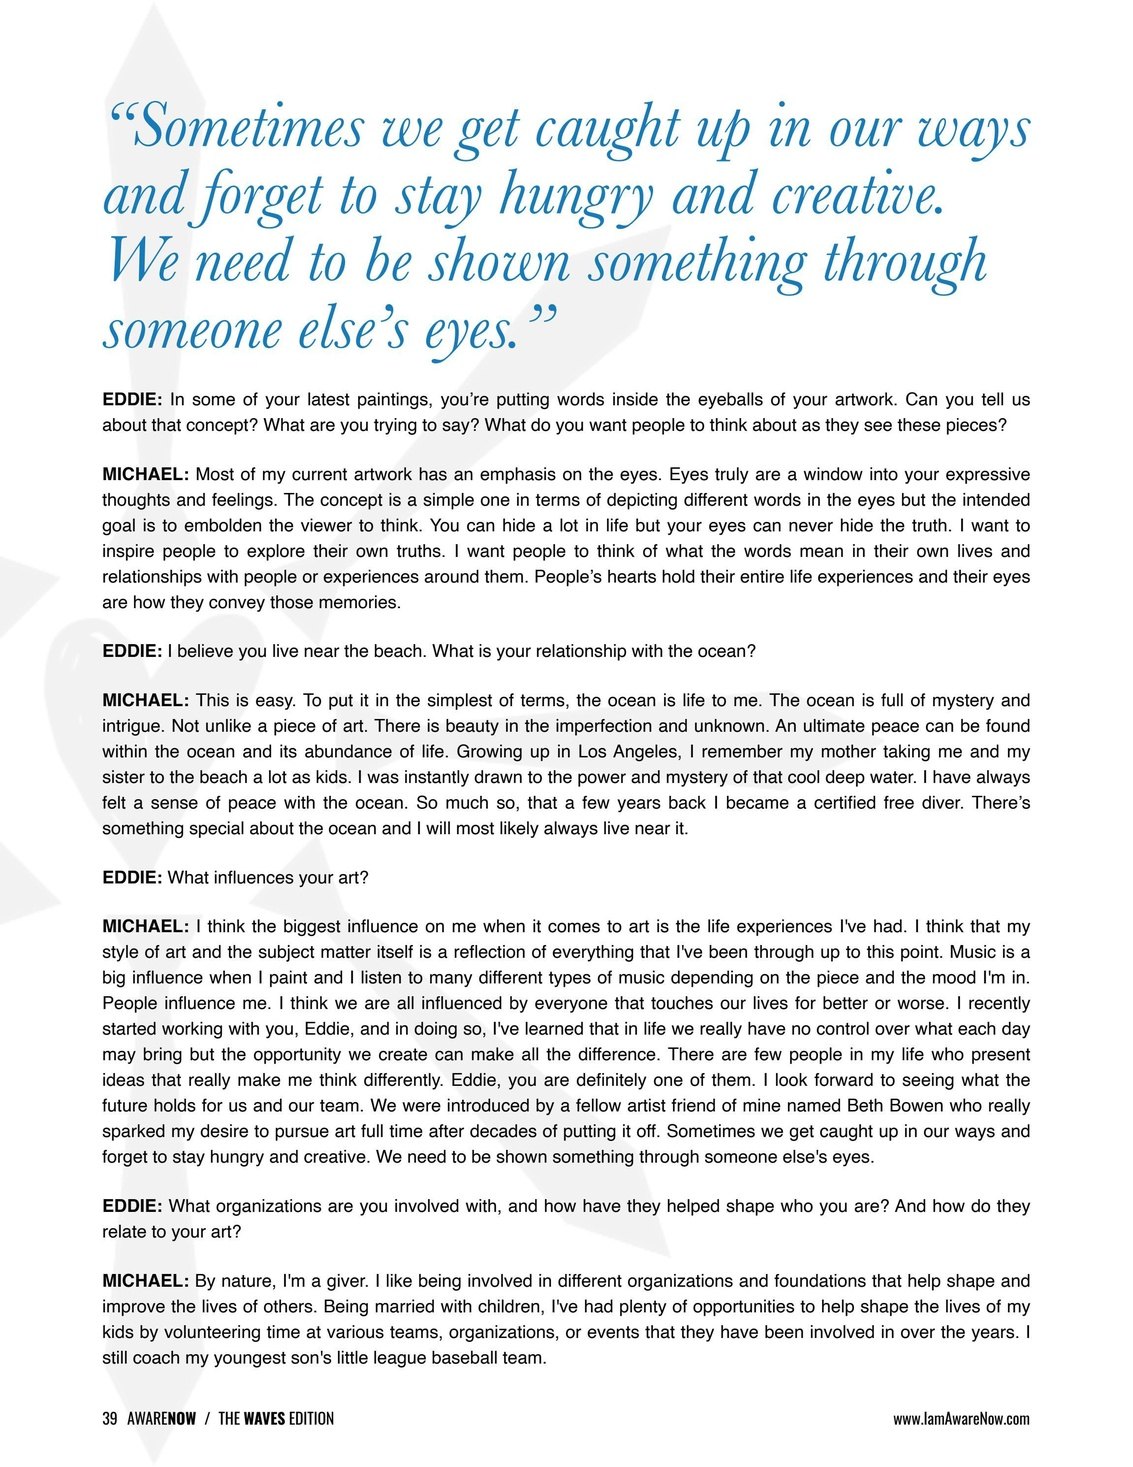 “Sometimes we get caught up in our ways
and forget to stay hungry and creative.
We need to be shown something through
someone else’s eyes.”
EDDIE: In some of your latest paintings, you’re putting words inside the eyeballs of your artwork. Can you tell us
about that concept? What are you trying to say? What do you want people to think about as they see these pieces?
MICHAEL: Most of my current artwork has an emphasis on the eyes. Eyes truly are a window into your expressive
thoughts and feelings. The concept is a simple one in terms of depicting different words in the eyes but the intended
goal is to embolden the viewer to think. You can hide a lot in life but your eyes can never hide the truth. I want to
inspire people to explore their own truths. I want people to think of what the words mean in their own lives and
relationships with people or experiences around them. People’s hearts hold their entire life experiences and their eyes
are how they convey those memories.
EDDIE: I believe you live near the beach. What is your relationship with the ocean?
MICHAEL: This is easy. To put it in the simplest of terms, the ocean is life to me. The ocean is full of mystery and
intrigue. Not unlike a piece of art. There is beauty in the imperfection and unknown. An ultimate peace can be found
within the ocean and its abundance of life. Growing up in Los Angeles, I remember my mother taking me and my
sister to the beach a lot as kids. I was instantly drawn to the power and mystery of that cool deep water. I have always
felt a sense of peace with the ocean. So much so, that a few years back I became a certified free diver. There’s
something special about the ocean and I will most likely always live near it.
EDDIE: What influences your art?
MICHAEL: I think the biggest influence on me when it comes to art is the life experiences I've had. I think that my
style of art and the subject matter itself is a reflection of everything that I've been through up to this point. Music is a
big influence when I paint and I listen to many different types of music depending on the piece and the mood I'm in.
People influence me. I think we are all influenced by everyone that touches our lives for better or worse. I recently
started working with you, Eddie, and in doing so, I've learned that in life we really have no control over what each day
may bring but the opportunity we create can make all the difference. There are few people in my life who present
ideas that really make me think differently. Eddie, you are definitely one of them. I look forward to seeing what the
future holds for us and our team. We were introduced by a fellow artist friend of mine named Beth Bowen who really
sparked my desire to pursue art full time after decades of putting it off. Sometimes we get caught up in our ways and
forget to stay hungry and creative. We need to be shown something through someone else's eyes.
EDDIE: What organizations are you involved with, and how have they helped shape who you are? And how do they
relate to your art?
MICHAEL: By nature, I'm a giver. I like being involved in different organizations and foundations that help shape and
improve the lives of others. Being married with children, I've had plenty of opportunities to help shape the lives of my
kids by volunteering time at various teams, organizations, or events that they have been involved in over the years. I
still coach my youngest son's little league baseball team.
39 AWARENOW / THE WAVES EDITION
www.IamAwareNow.com